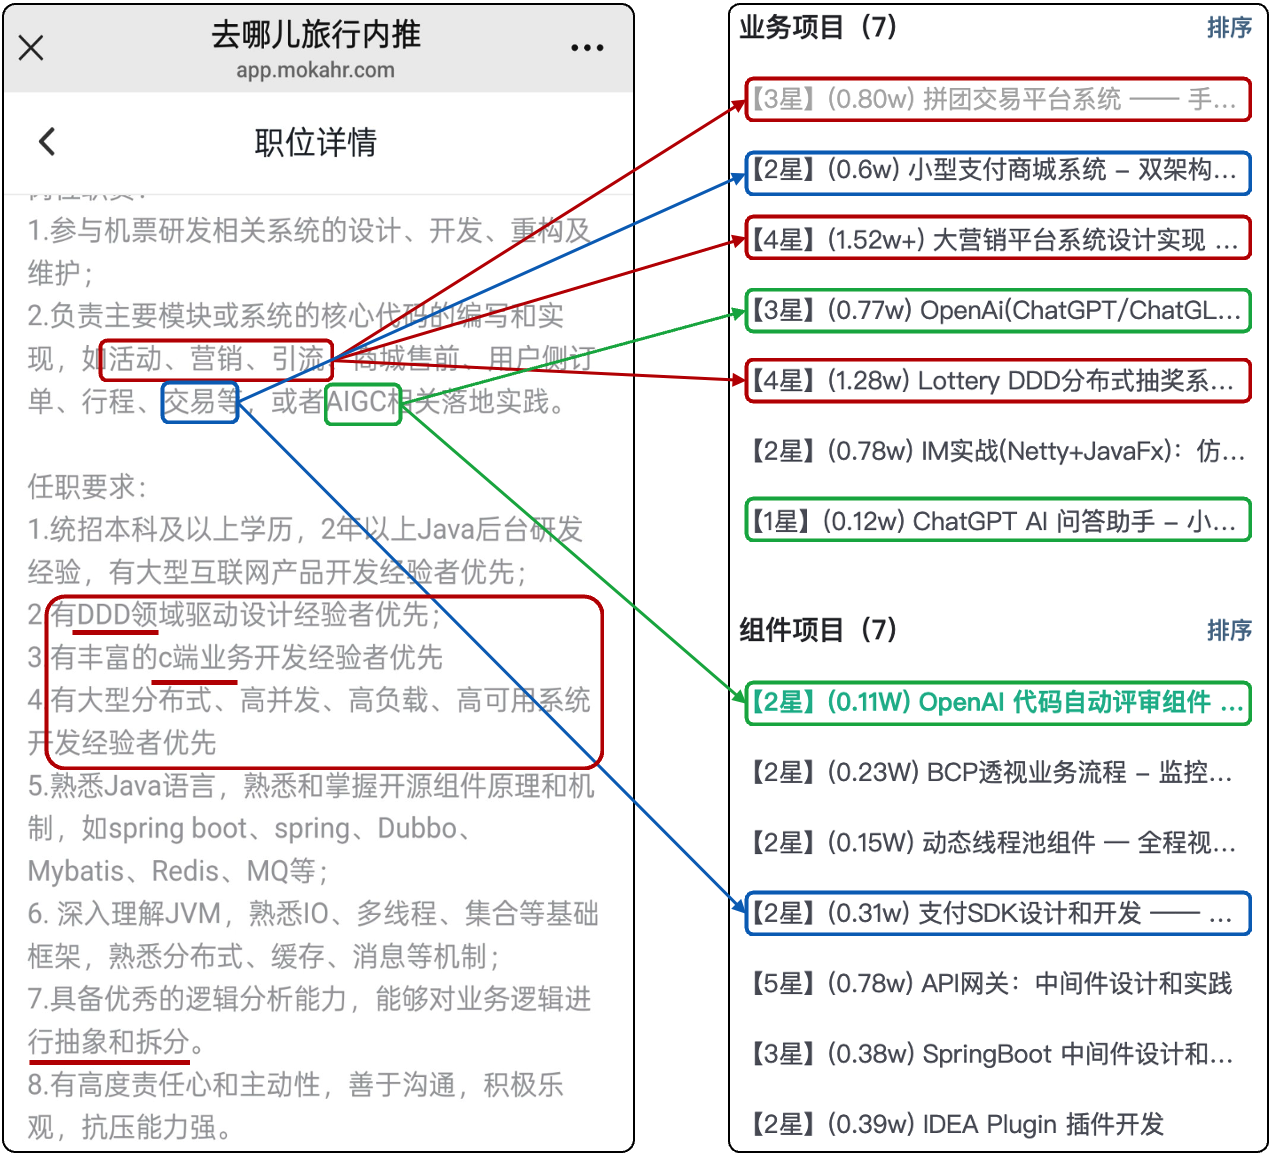 去哪儿旅行内推
app.mokahr.com
职位详情
岗位职责：
1.参与机票研发相关系统的设计、开发、重构及
维护；
2.负责主要模块或系统的核心代码的编写和实
现，如活动、营销、引流、商城售前、用户侧订
单、行程、交易等，或者AIGC相关落地实践。
任职要求：
1.统招本科及以上学历，2年以上Java后台研发
经验，有大型互联网产品开发经验者优先；
2.有DDD领域驱动设计经验者优先；
3.有丰富的c端业务开发经验者优先
4.有大型分布式、高并发、高负载、高可用系统
开发经验者优先
5.熟悉Java语言，熟悉和掌握开源组件原理和机
制，如spring boot、spring、Dubbo、
Mybatis、Redis、MQ等；
6. 深入理解JVM，熟悉IO、多线程、集合等基础
框架，熟悉分布式、缓存、消息等机制；
7.具备优秀的逻辑分析能力，能够对业务逻辑进
行抽象和拆分。
8.有高度责任心和主动性，善于沟通，积极乐
观，抗压能力强。
业务项目（7） 排序
【3星】(0.80w) 拼团交易平台系统 —— 手...
【2星】(0.6w) 小型支付商城系统 - 双架构...
【4星】(1.52w+) 大营销平台系统设计实现 ...
【3星】(0.77w) OpenAi(ChatGPT/ChatGL...
【4星】(1.28w) Lottery DDD分布式抽奖系...
【2星】(0.78w) IM实战(Netty+JavaFx)：仿...
【1星】(0.12w) ChatGPT AI 问答助手 - 小...
组件项目（7） 排序
【2星】(0.11W) OpenAI 代码自动评审组件 ...
【2星】(0.23W) BCP透视业务流程 - 监控...
【2星】(0.15W) 动态线程池组件 — 全程视...
【2星】(0.31w) 支付SDK设计和开发 —— ...
【5星】(0.78w) API网关：中间件设计和实践
【3星】(0.38w) SpringBoot 中间件设计和...
【2星】(0.39w) IDEA Plugin 插件开发